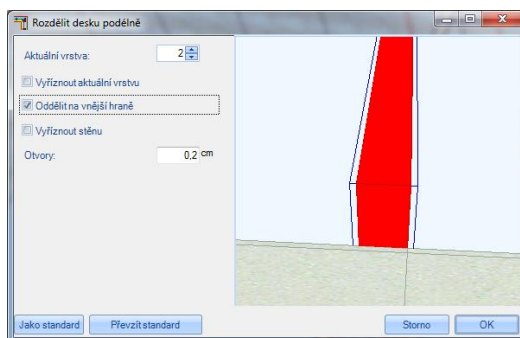 Rozdělit desku podélně
Aktuální vrstva: 2
Vyříznout aktuální vrstvu
Oddělit na vnější hraně
Vyříznout stěnu
Otvory: 0,2 cm
Jako standard Převzít standard Storno OK